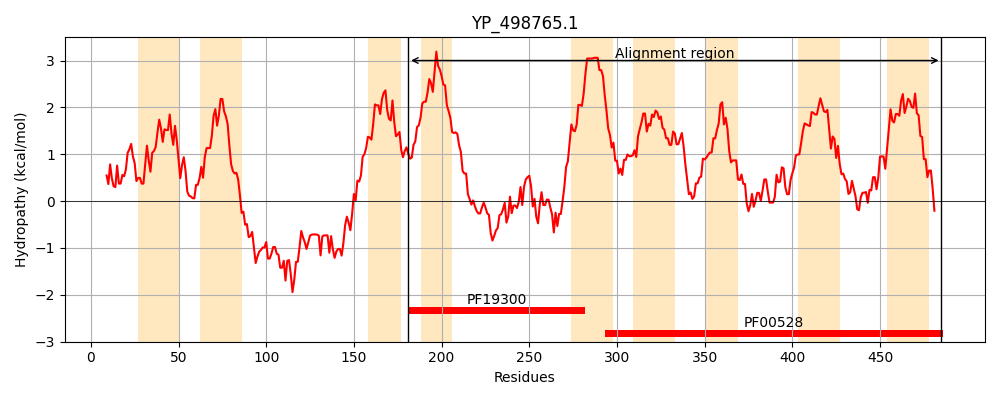 YP_498765.1
Alignment region
3
2
1
0
−1
−2
−3
Hydropathy (kcal/mol)
PF19300
PF00528
0 50 100 150 200 250 300 350 400 450
Residues